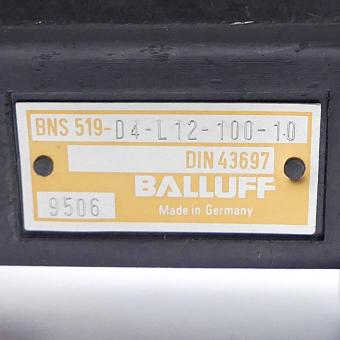 BNS 519-D4-L12-100-10
DIN 43697
BALLUFF
9506
Made in Germany